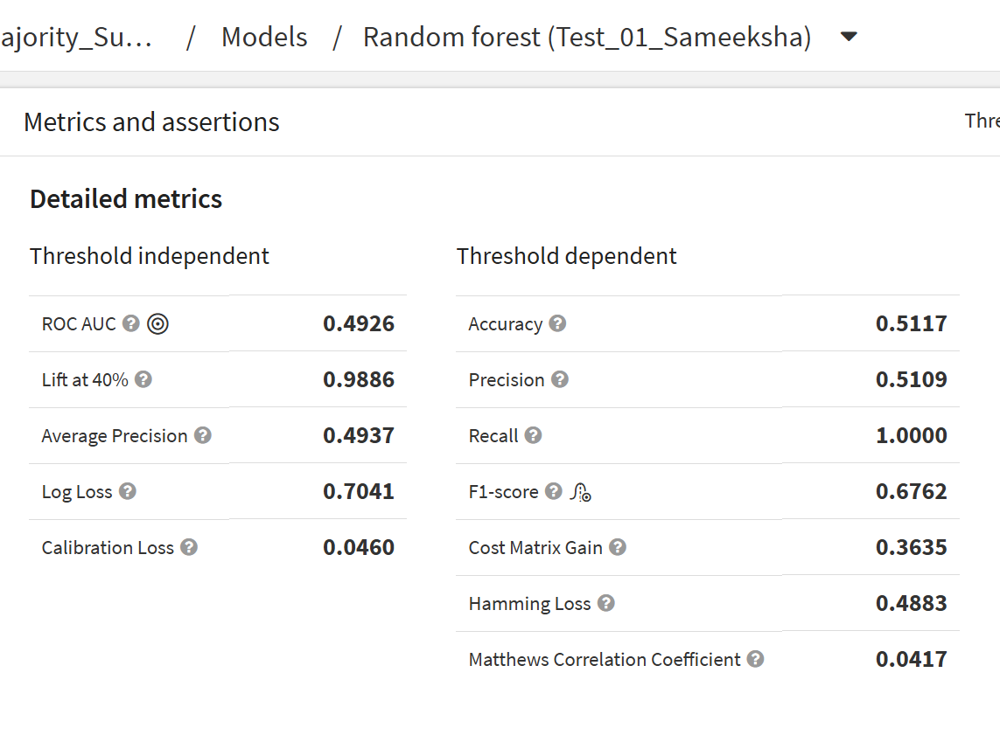 ajority_Su... / Models / Random forest (Test_01_Sameeksha)
Metrics and assertions Thre
Detailed metrics
Threshold independent
ROC AUC ? 0.4926
Lift at 40% ? 0.9886
Average Precision ? 0.4937
Log Loss ? 0.7041
Calibration Loss ? 0.0460
Threshold dependent
Accuracy ? 0.5117
Precision ? 0.5109
Recall ? 1.0000
F1-score ? 0.6762
Cost Matrix Gain ? 0.3635
Hamming Loss ? 0.4883
Matthews Correlation Coefficient ? 0.0417